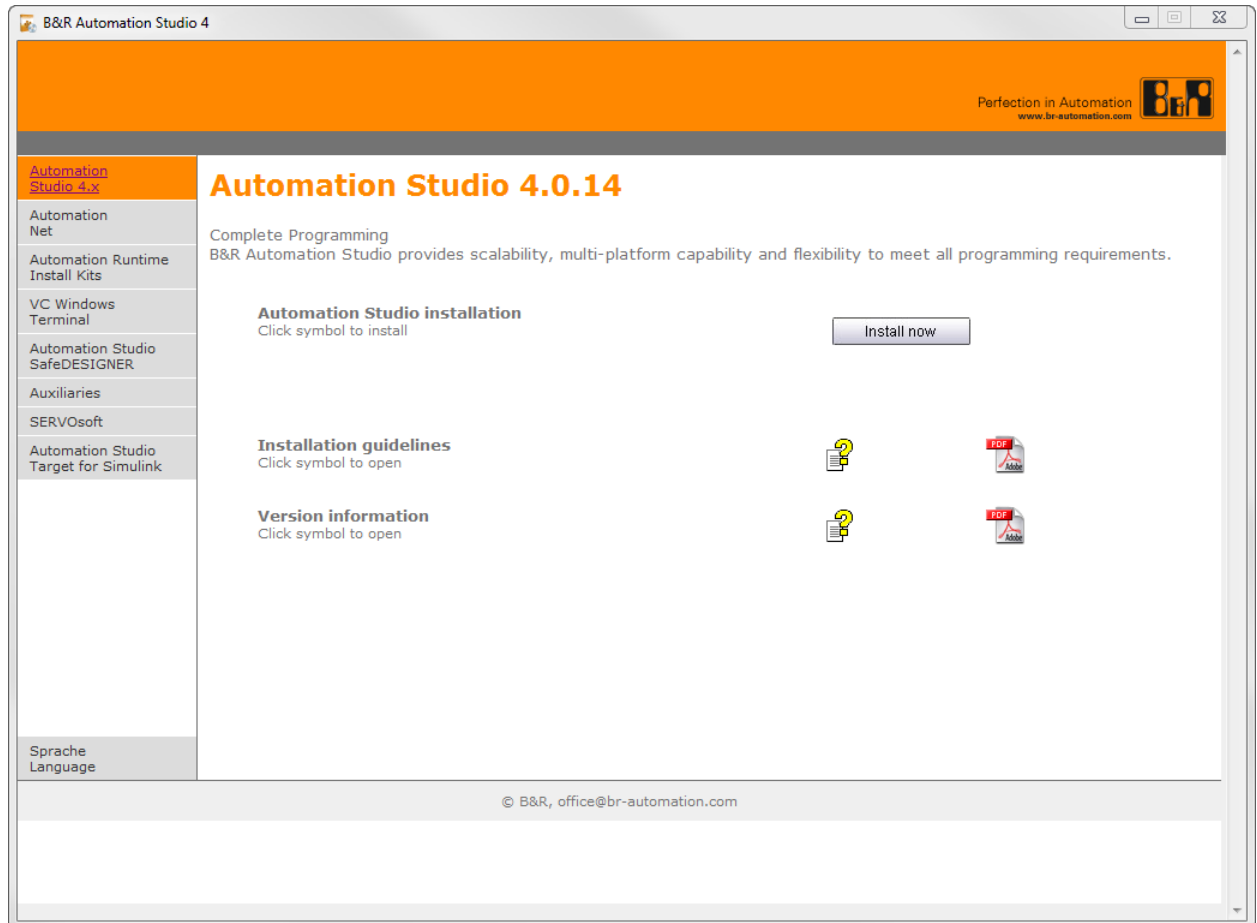 B&R Automation Studio 4
Perfection in Automation
www.br-automation.com
B&R
Automation
Studio 4.x
Automation
Net
Automation Runtime
Install Kits
VC Windows
Terminal
Automation Studio
SafeDESIGNER
Auxiliaries
SERVOsoft
Automation Studio
Target for Simulink
Sprache
Language
Automation Studio 4.0.14
Complete Programming
B&R Automation Studio provides scalability, multi-platform capability and flexibility to meet all programming requirements.
Automation Studio installation
Click symbol to install
Install now
Installation guidelines
Click symbol to open
PDF
Adobe
Version information
Click symbol to open
PDF
Adobe
© B&R, office@br-automation.com